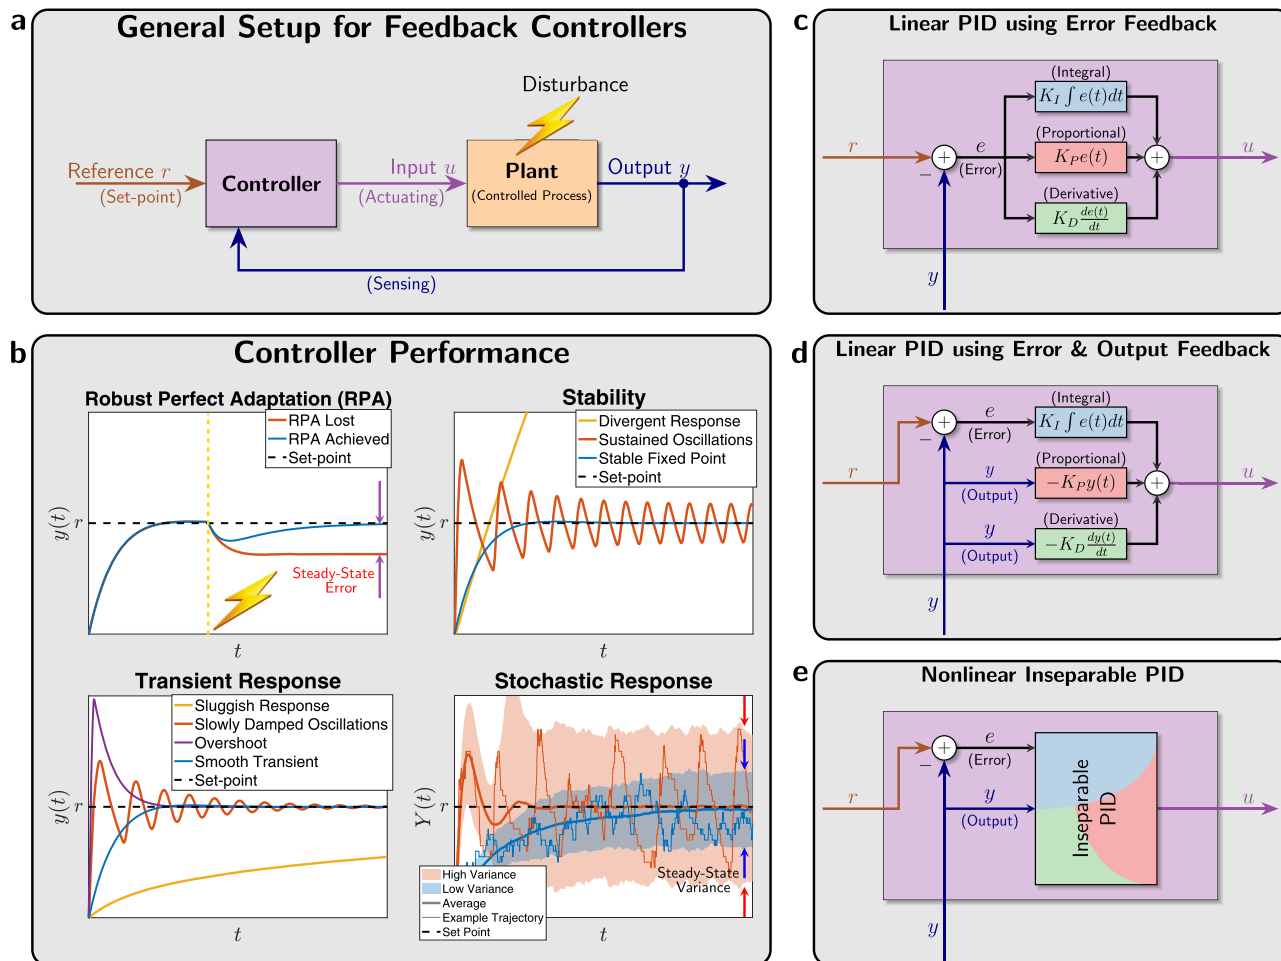 a
General Setup for Feedback Controllers
Disturbance
Reference r
(Set-point)
Controller
Input u
(Actuating)
Plant
(Controlled Process)
Output y
(Sensing)
b
Controller Performance
Robust Perfect Adaptation (RPA)
RPA Lost
RPA Achieved
Set-point
y(t)
r
Steady-State
Error
t
Stability
Divergent Response
Sustained Oscillations
Stable Fixed Point
Set-point
y(t)
r
t
Transient Response
Sluggish Response
Slowly Damped Oscillations
Overshoot
Smooth Transient
Set-point
y(t)
r
t
Stochastic Response
Y(t)
r
High Variance
Low Variance
Average
Example Trajectory
Set Point
Steady-State
Variance
t
c
Linear PID using Error Feedback
(Integral)
K_I ∫ e(t)dt
(Proportional)
K_P e(t)
(Derivative)
K_D de(t)/dt
r
+
−
e
(Error)
+
u
y
d
Linear PID using Error & Output Feedback
(Integral)
K_I ∫ e(t)dt
(Proportional)
−K_P y(t)
(Derivative)
−K_D dy(t)/dt
r
+
−
e
(Error)
y
(Output)
y
(Output)
+
u
y
e
Nonlinear Inseparable PID
r
+
−
e
(Error)
y
(Output)
Inseparable
PID
u
y